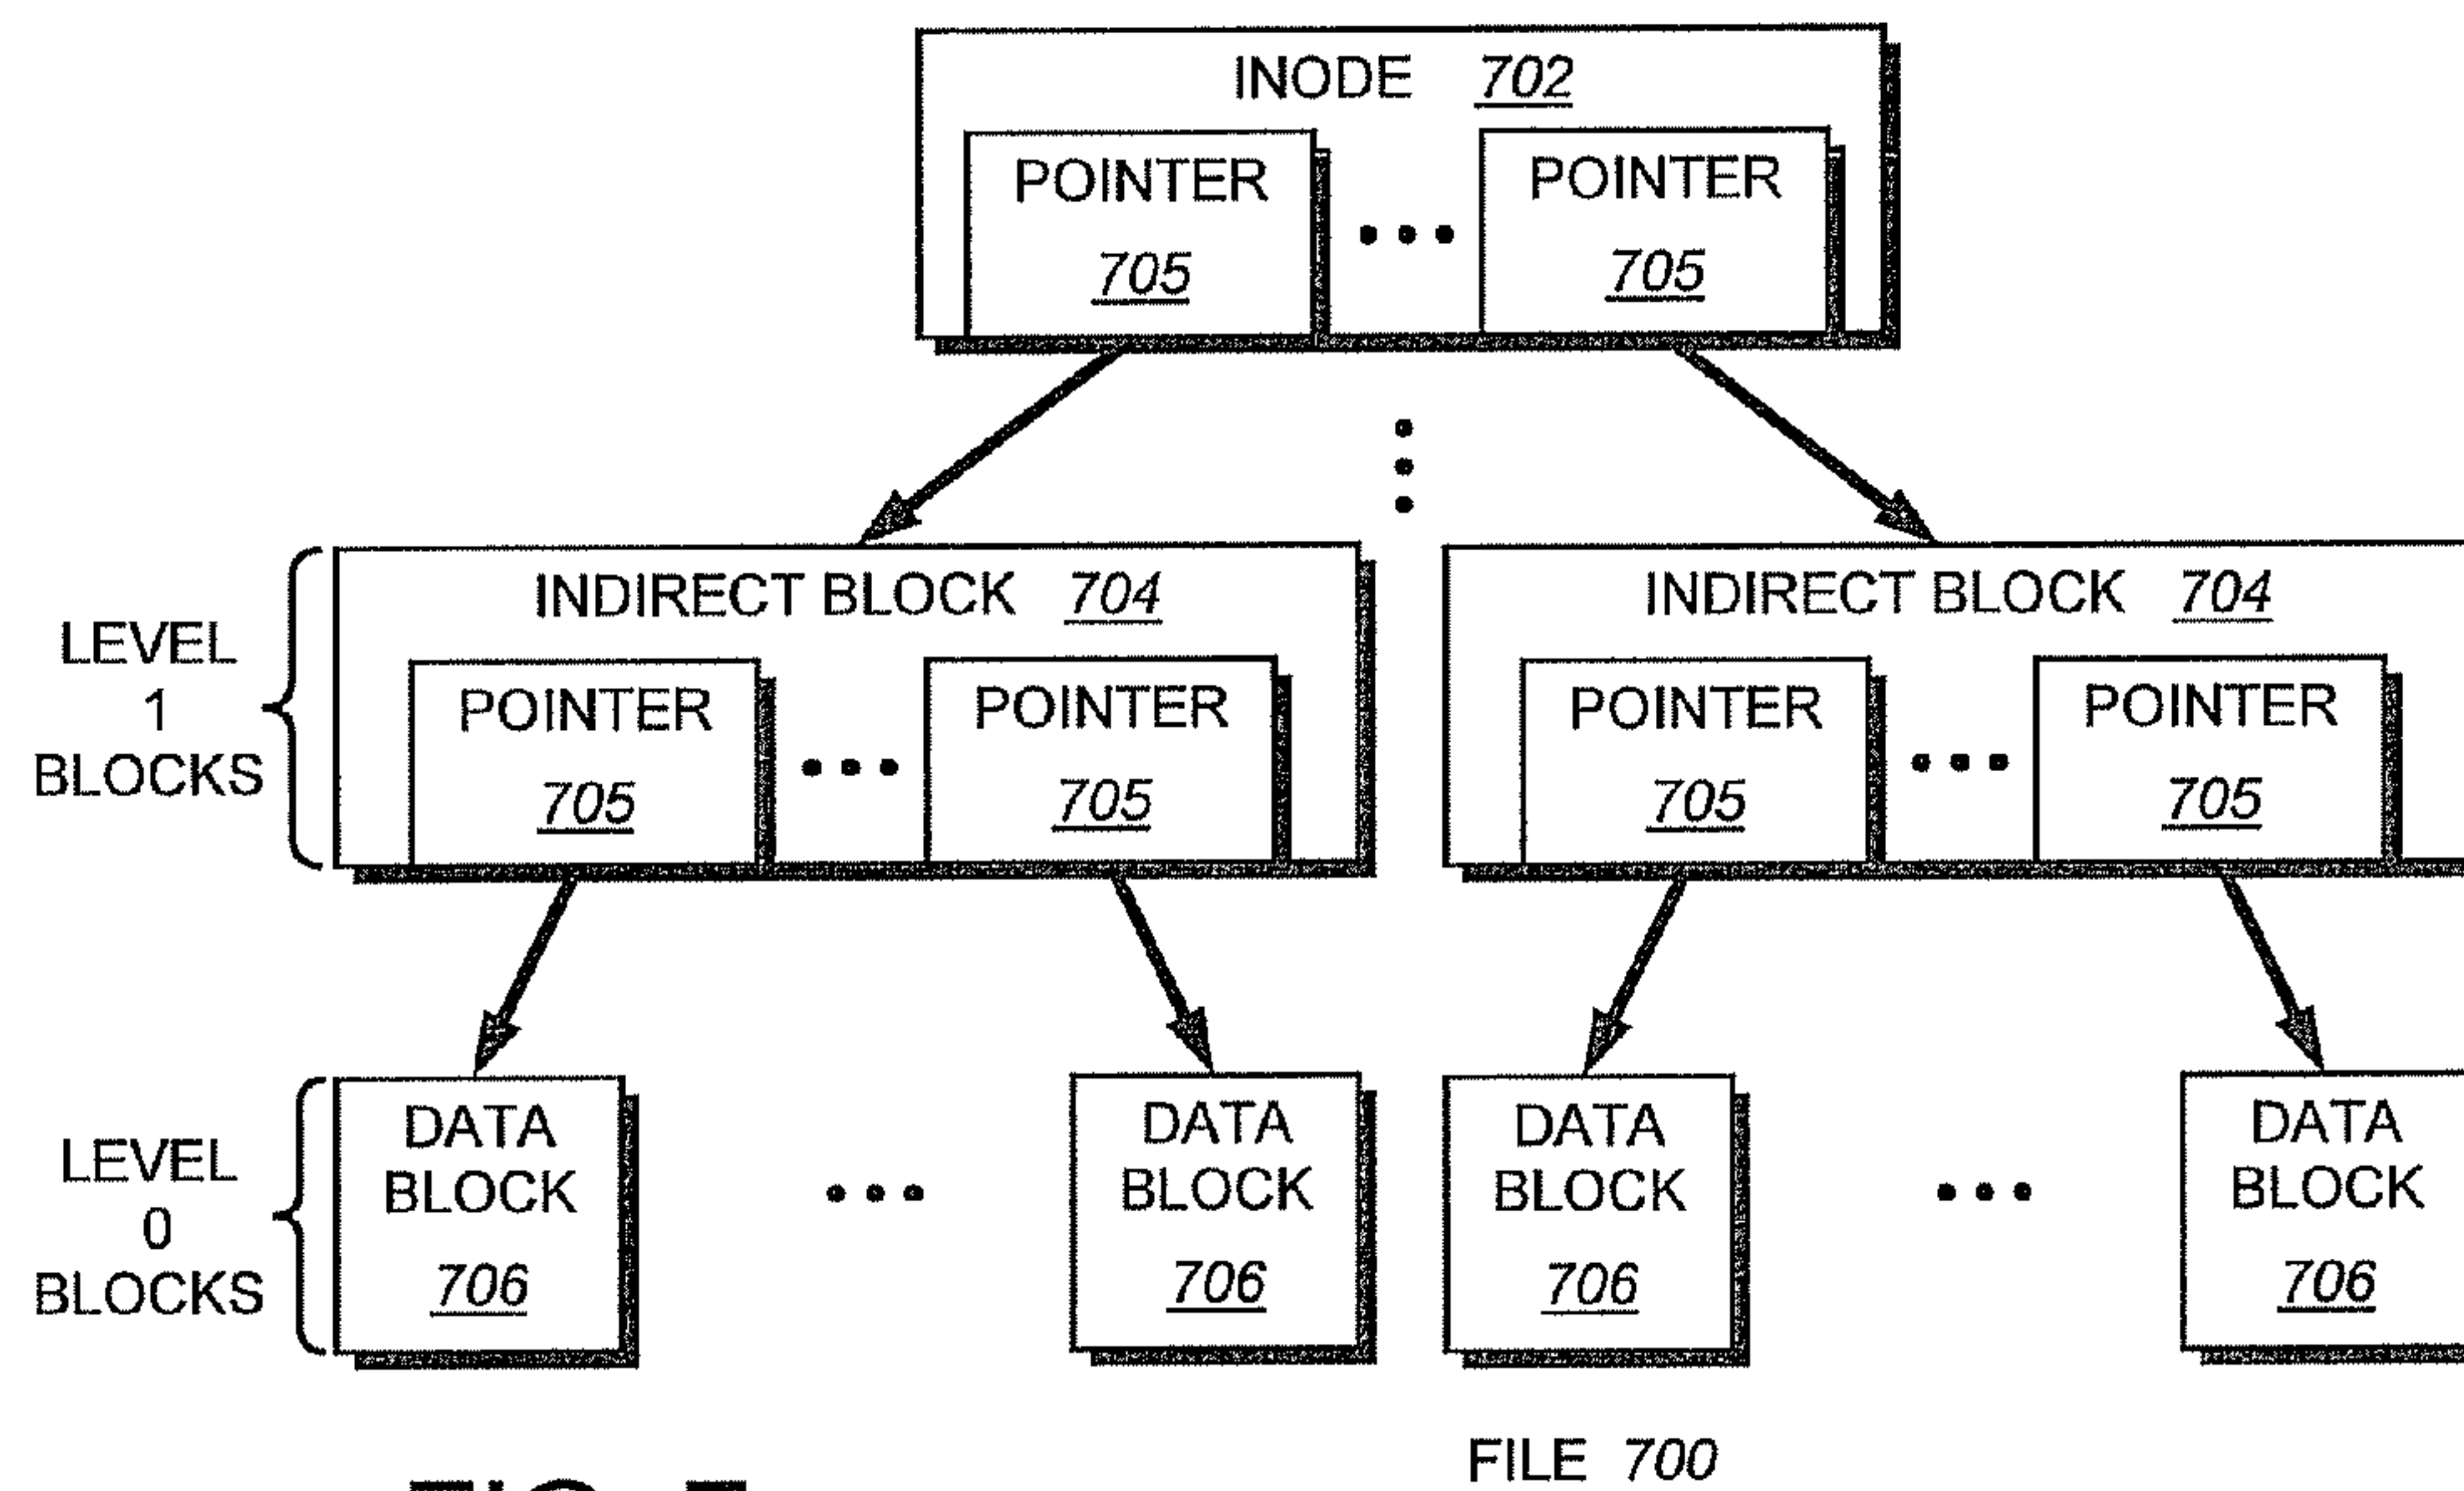 INODE 702
POINTER POINTER
705 705
INDIRECT BLOCK 704 INDIRECT BLOCK 704
LEVEL
1
BLOCKS
POINTER POINTER POINTER POINTER
705 705 705 705
LEVEL
0
BLOCKS
DATA
BLOCK
706
DATA
BLOCK
706
DATA
BLOCK
706
DATA
BLOCK
706
FILE 700